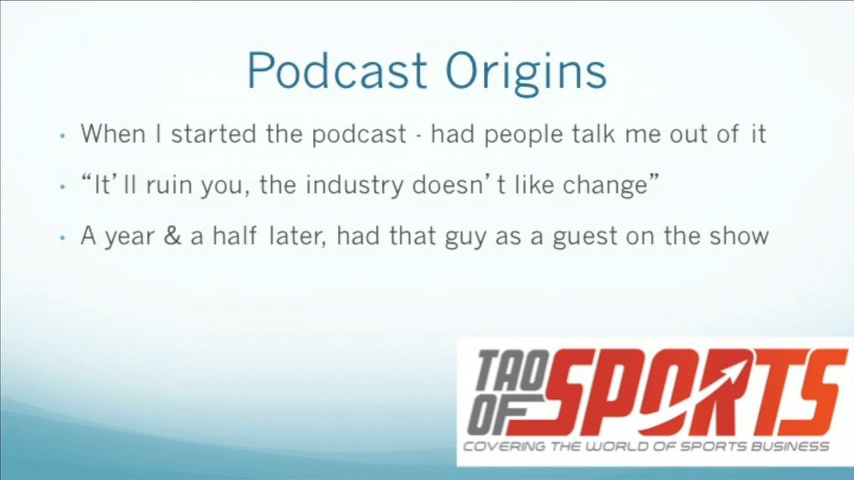 Podcast Origins
• When I started the podcast - had people talk me out of it
• “It’ll ruin you, the industry doesn’t like change”
• A year & a half later, had that guy as a guest on the show
TAO OF SPORTS
COVERING THE WORLD OF SPORTS BUSINESS